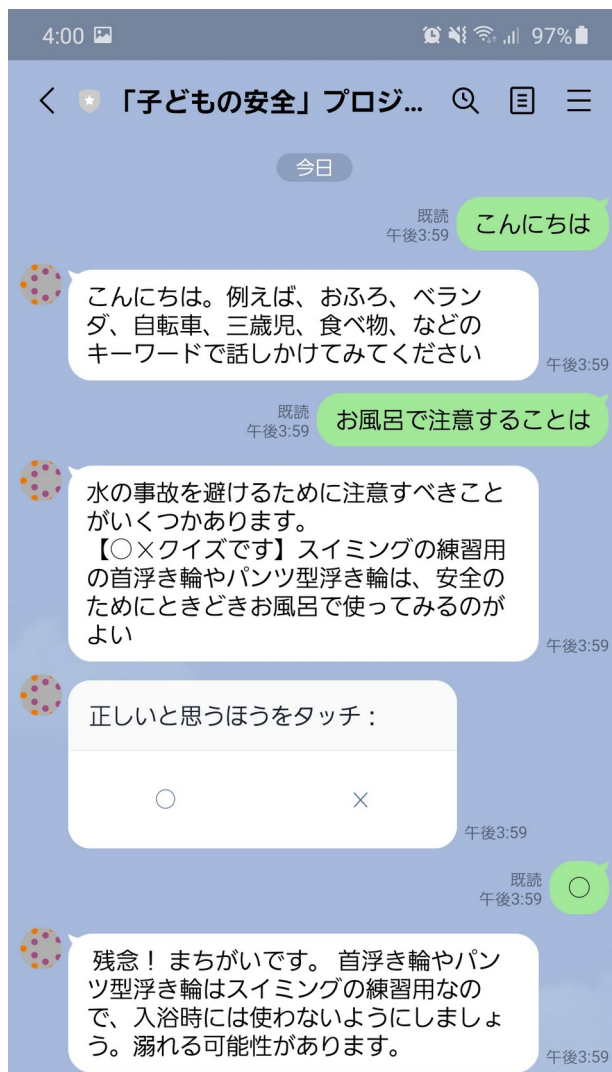 4:00
97%
「子どもの安全」プロジ...
今日
既読
午後3:59
こんにちは
こんにちは。例えば、おふろ、ベラン
ダ、自転車、三歳児、食べ物、などの
キーワードで話しかけてみてください
午後3:59
既読
午後3:59
お風呂で注意することは
水の事故を避けるために注意すべきこと
がいくつかあります。
【○×クイズです】スイミングの練習用
の首浮き輪やパンツ型浮き輪は、安全の
ためにときどきお風呂で使ってみるのが
よい
午後3:59
正しいと思うほうをタッチ：
○ ×
午後3:59
既読
午後3:59
○
残念！ まちがいです。 首浮き輪やパン
ツ型浮き輪はスイミングの練習用なの
で、入浴時には使わないようにしましょ
う。溺れる可能性があります。
午後3:59